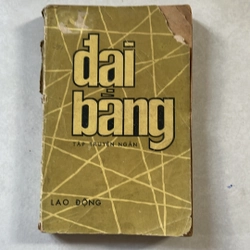 đại
bàng
TẬP TRUYỆN NGẮN
LAO ĐỘNG